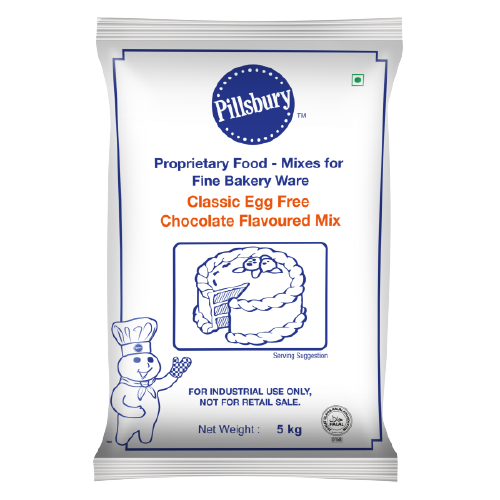 Pillsbury
TM
Proprietary Food - Mixes for
Fine Bakery Ware
Classic Egg Free
Chocolate Flavoured Mix
Serving Suggestion
FOR INDUSTRIAL USE ONLY,
NOT FOR RETAIL SALE.
Net Weight : 5 kg
HALAL